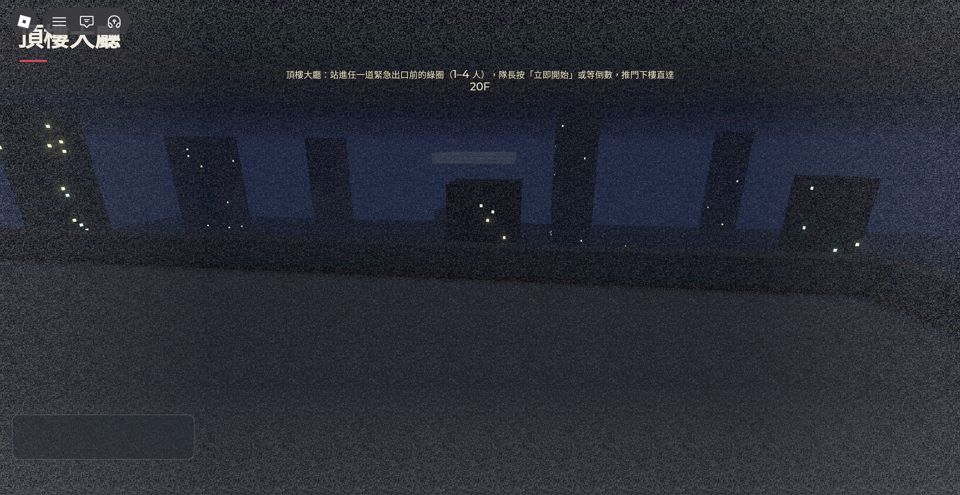 頂樓大廳
頂樓大廳：站進任一道緊急出口前的綠圈（1–4 人），隊長按「立即開始」或等倒數，推門下樓直達
20F